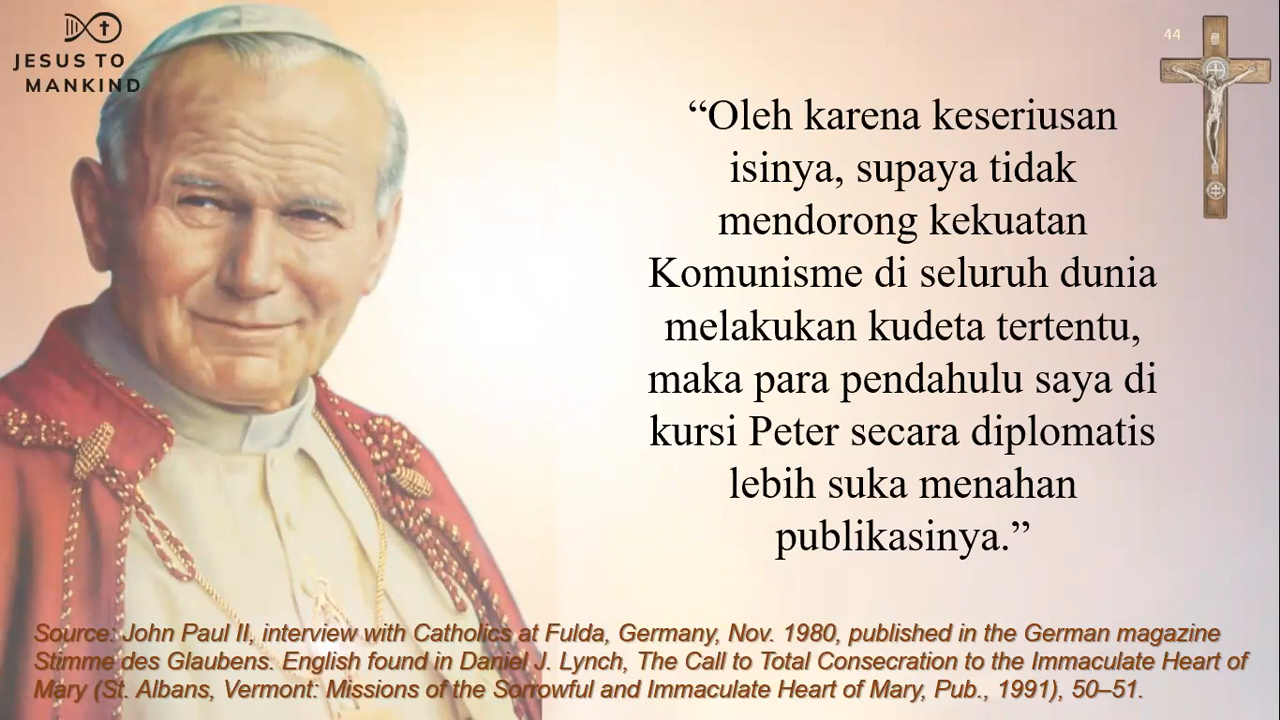 JESUS TO
MANKIND
44
“Oleh karena keseriusan
isinya, supaya tidak
mendorong kekuatan
Komunisme di seluruh dunia
melakukan kudeta tertentu,
maka para pendahulu saya di
kursi Peter secara diplomatis
lebih suka menahan
publikasinya.”
Source: John Paul II, interview with Catholics at Fulda, Germany, Nov. 1980, published in the German magazine
Stimme des Glaubens. English found in Daniel J. Lynch, The Call to Total Consecration to the Immaculate Heart of
Mary (St. Albans, Vermont: Missions of the Sorrowful and Immaculate Heart of Mary, Pub., 1991), 50–51.